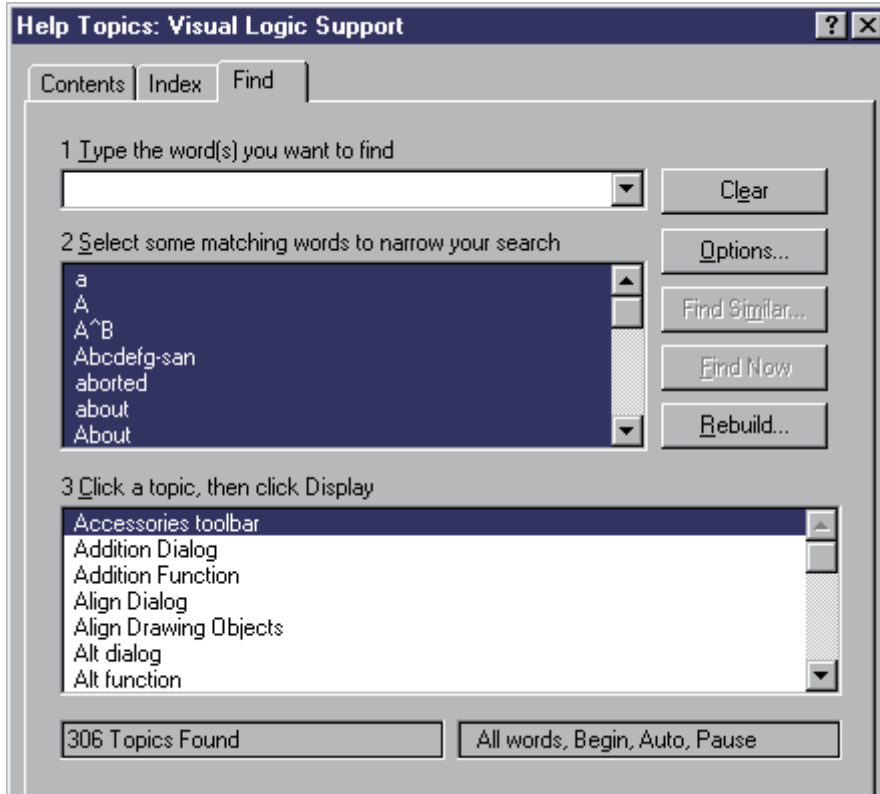 Help Topics: Visual Logic Support
Contents Index Find
1 Type the word(s) you want to find
Clear
2 Select some matching words to narrow your search
Options...
a
A
A^B
Abcdefg-san
aborted
about
About
Find Similar...
Find Now
Rebuild...
3 Click a topic, then click Display
Accessories toolbar
Addition Dialog
Addition Function
Align Dialog
Align Drawing Objects
Alt dialog
Alt function
306 Topics Found
All words, Begin, Auto, Pause